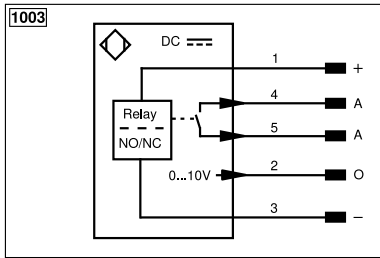 1003
DC
1 +
4 A
Relay
5 A
NO/NC
0...10V 2 O
3 –